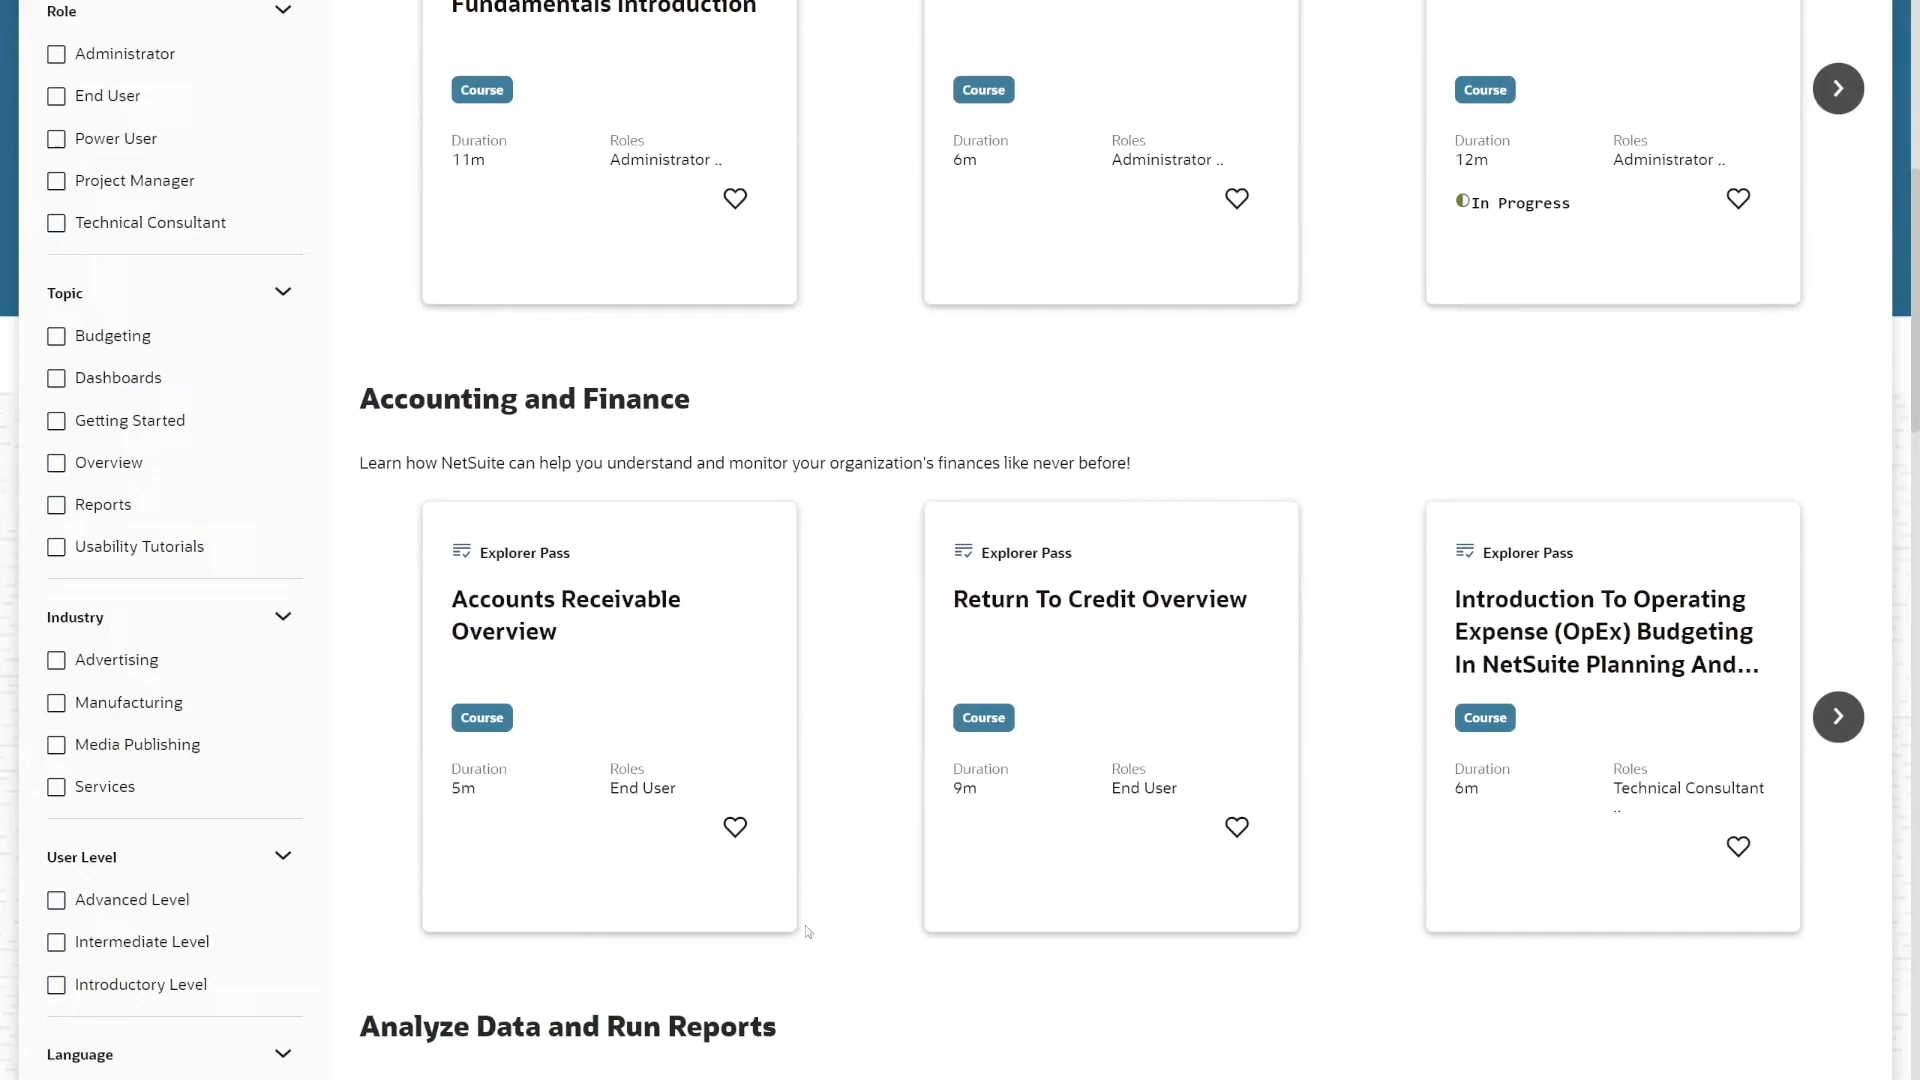 Role
Administrator
End User
Power User
Project Manager
Technical Consultant
Topic
Budgeting
Dashboards
Getting Started
Overview
Reports
Usability Tutorials
Industry
Advertising
Manufacturing
Media Publishing
Services
User Level
Advanced Level
Intermediate Level
Introductory Level
Language
Fundamentals Introduction
Course
Duration
11m
Roles
Administrator ..
Course
Duration
6m
Roles
Administrator ..
Course
Duration
12m
Roles
Administrator ..
In Progress
Accounting and Finance
Learn how NetSuite can help you understand and monitor your organization's finances like never before!
Explorer Pass
Accounts Receivable
Overview
Course
Duration
5m
Roles
End User
Explorer Pass
Return To Credit Overview
Course
Duration
9m
Roles
End User
Explorer Pass
Introduction To Operating
Expense (OpEx) Budgeting
In NetSuite Planning And...
Course
Duration
6m
Roles
Technical Consultant
..
Analyze Data and Run Reports